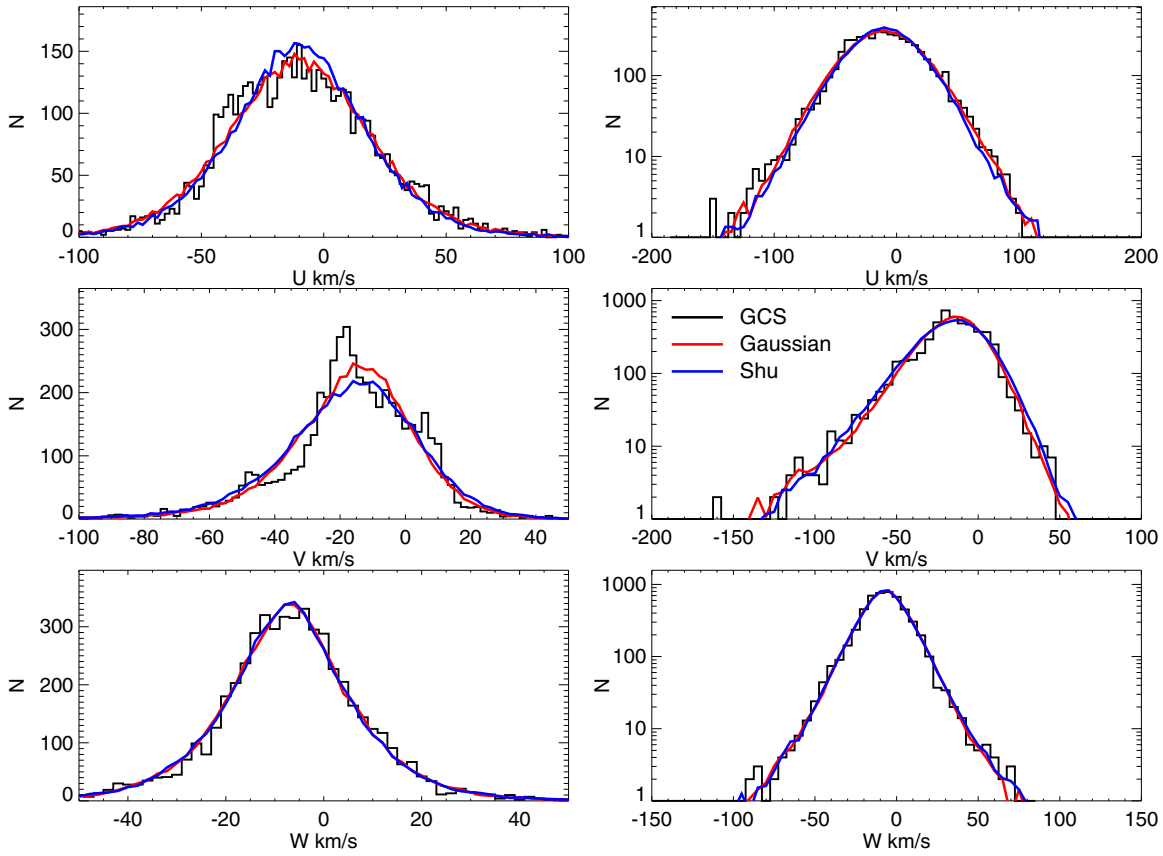 150
100
50
0
N
-100 -50 0 50 100
U km/s
100
10
1
N
-200 -100 0 100 200
U km/s
300
200
100
0
N
-100 -80 -60 -40 -20 0 20 40
V km/s
1000
100
10
1
N
GCS
Gaussian
Shu
-200 -150 -100 -50 0 50 100
V km/s
300
200
100
0
N
-40 -20 0 20 40
W km/s
1000
100
10
1
N
-150 -100 -50 0 50 100 150
W km/s